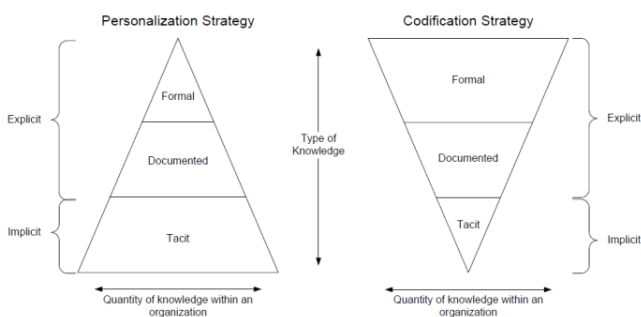 Personalization Strategy
Codification Strategy
Formal
Documented
Tacit
Explicit
Implicit
Type of
Knowledge
Formal
Documented
Tacit
Explicit
Implicit
Quantity of knowledge within an
organization
Quantity of knowledge within an
organization